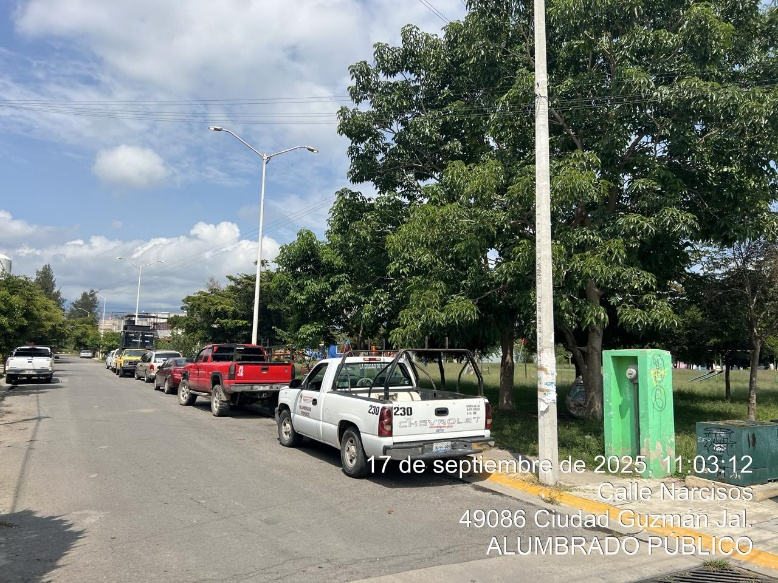 230
230
CHEVROLET
17 de septiembre de 2025, 11:03:12
Calle Narcisos
49086 Ciudad Guzmán Jal.
ALUMBRADO PÚBLICO